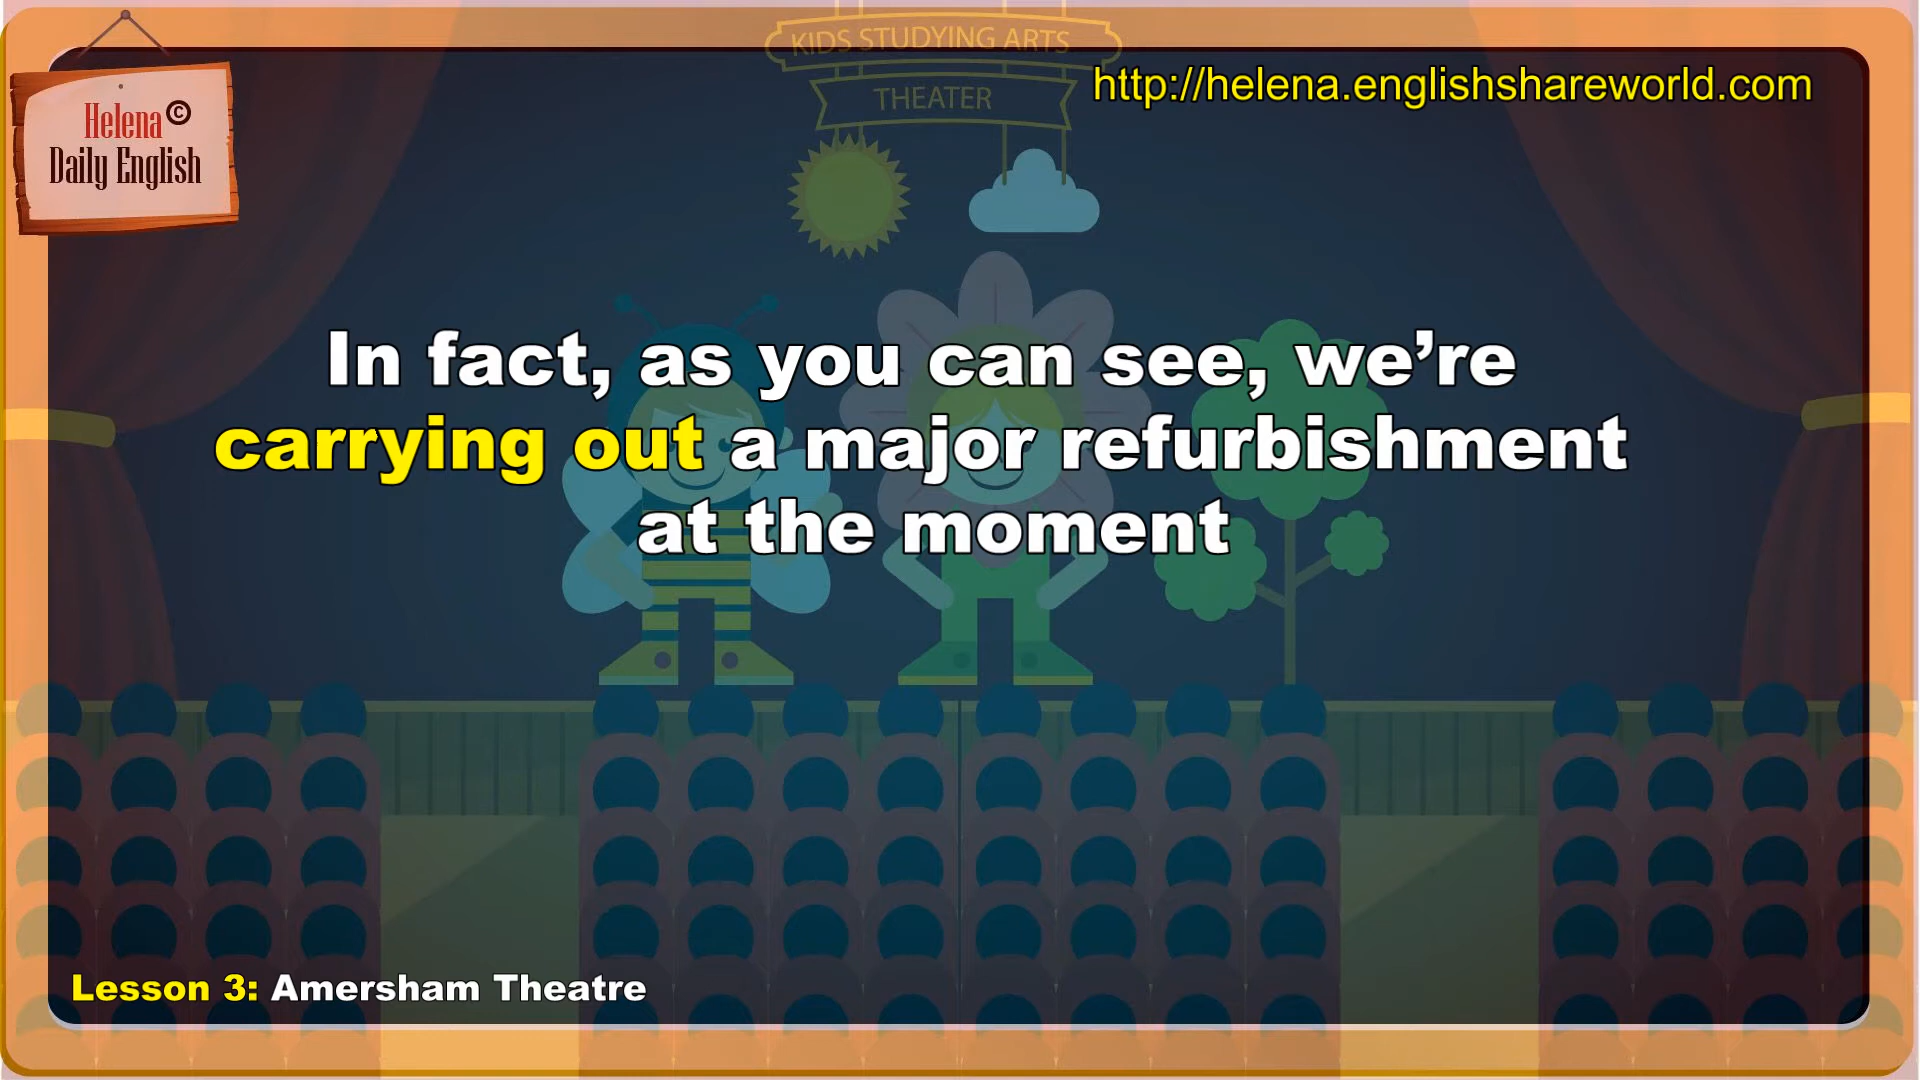 KIDS STUDYING ARTS
THEATER
http://helena.englishshareworld.com
Helena©
Daily English
In fact, as you can see, we’re
carrying out a major refurbishment
at the moment
Lesson 3: Amersham Theatre